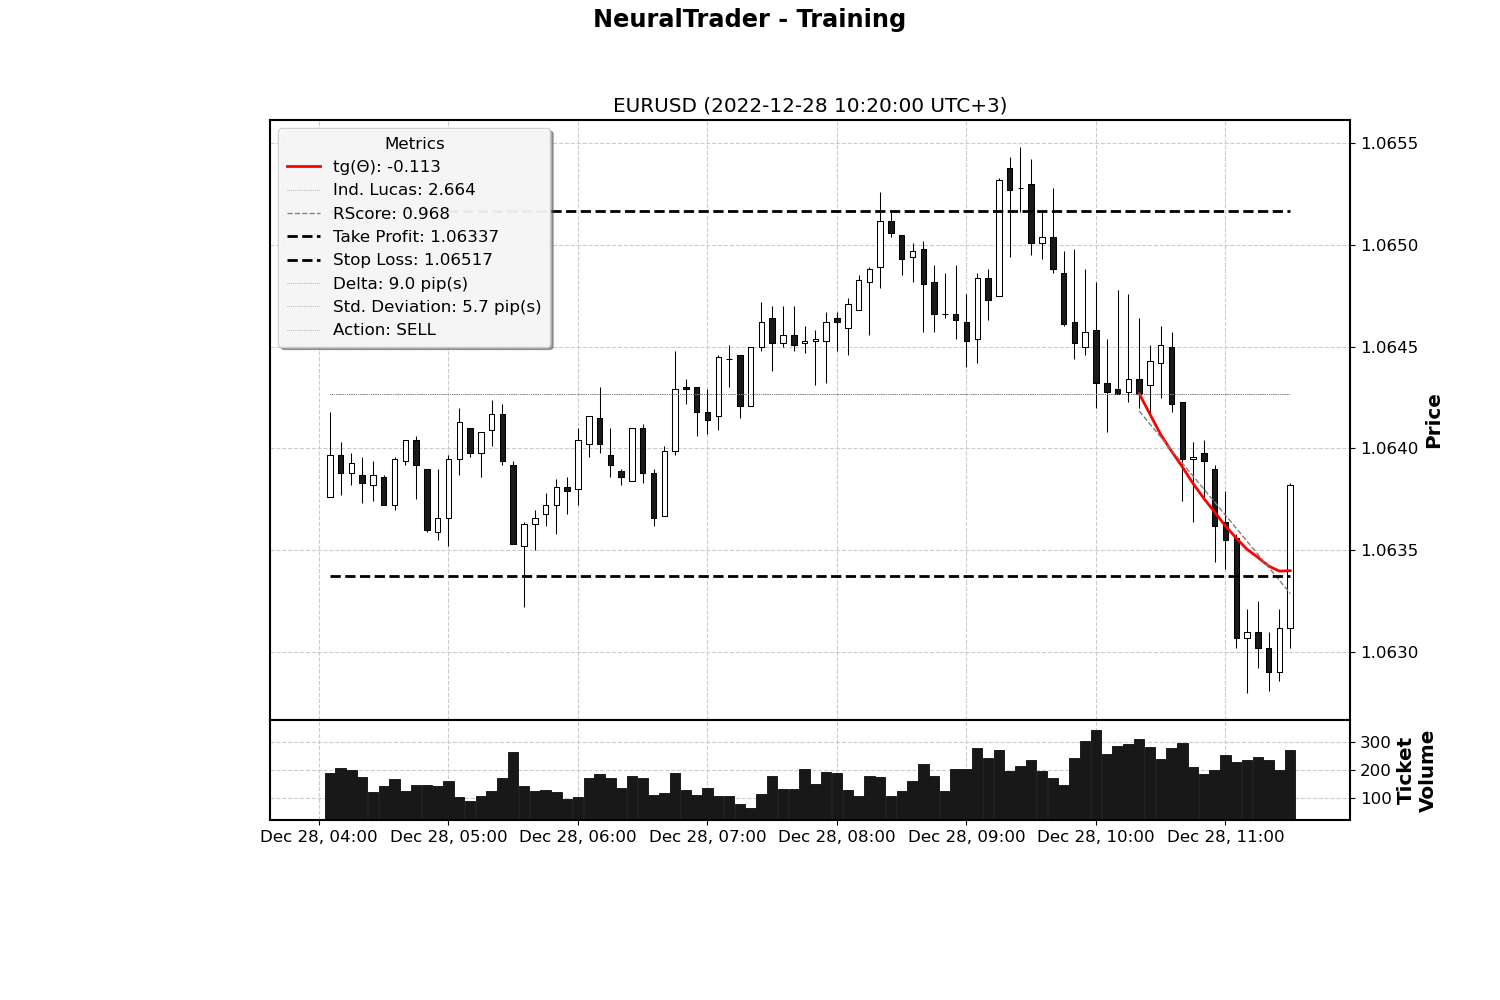 NeuralTrader - Training
EURUSD (2022-12-28 10:20:00 UTC+3)
Metrics
tg(Θ): -0.113
Ind. Lucas: 2.664
RScore: 0.968
Take Profit: 1.06337
Stop Loss: 1.06517
Delta: 9.0 pip(s)
Std. Deviation: 5.7 pip(s)
Action: SELL
1.0655
1.0650
1.0645
1.0640
1.0635
1.0630
Price
300
200
100
Ticket
Volume
Dec 28, 04:00 Dec 28, 05:00 Dec 28, 06:00 Dec 28, 07:00 Dec 28, 08:00 Dec 28, 09:00 Dec 28, 10:00 Dec 28, 11:00